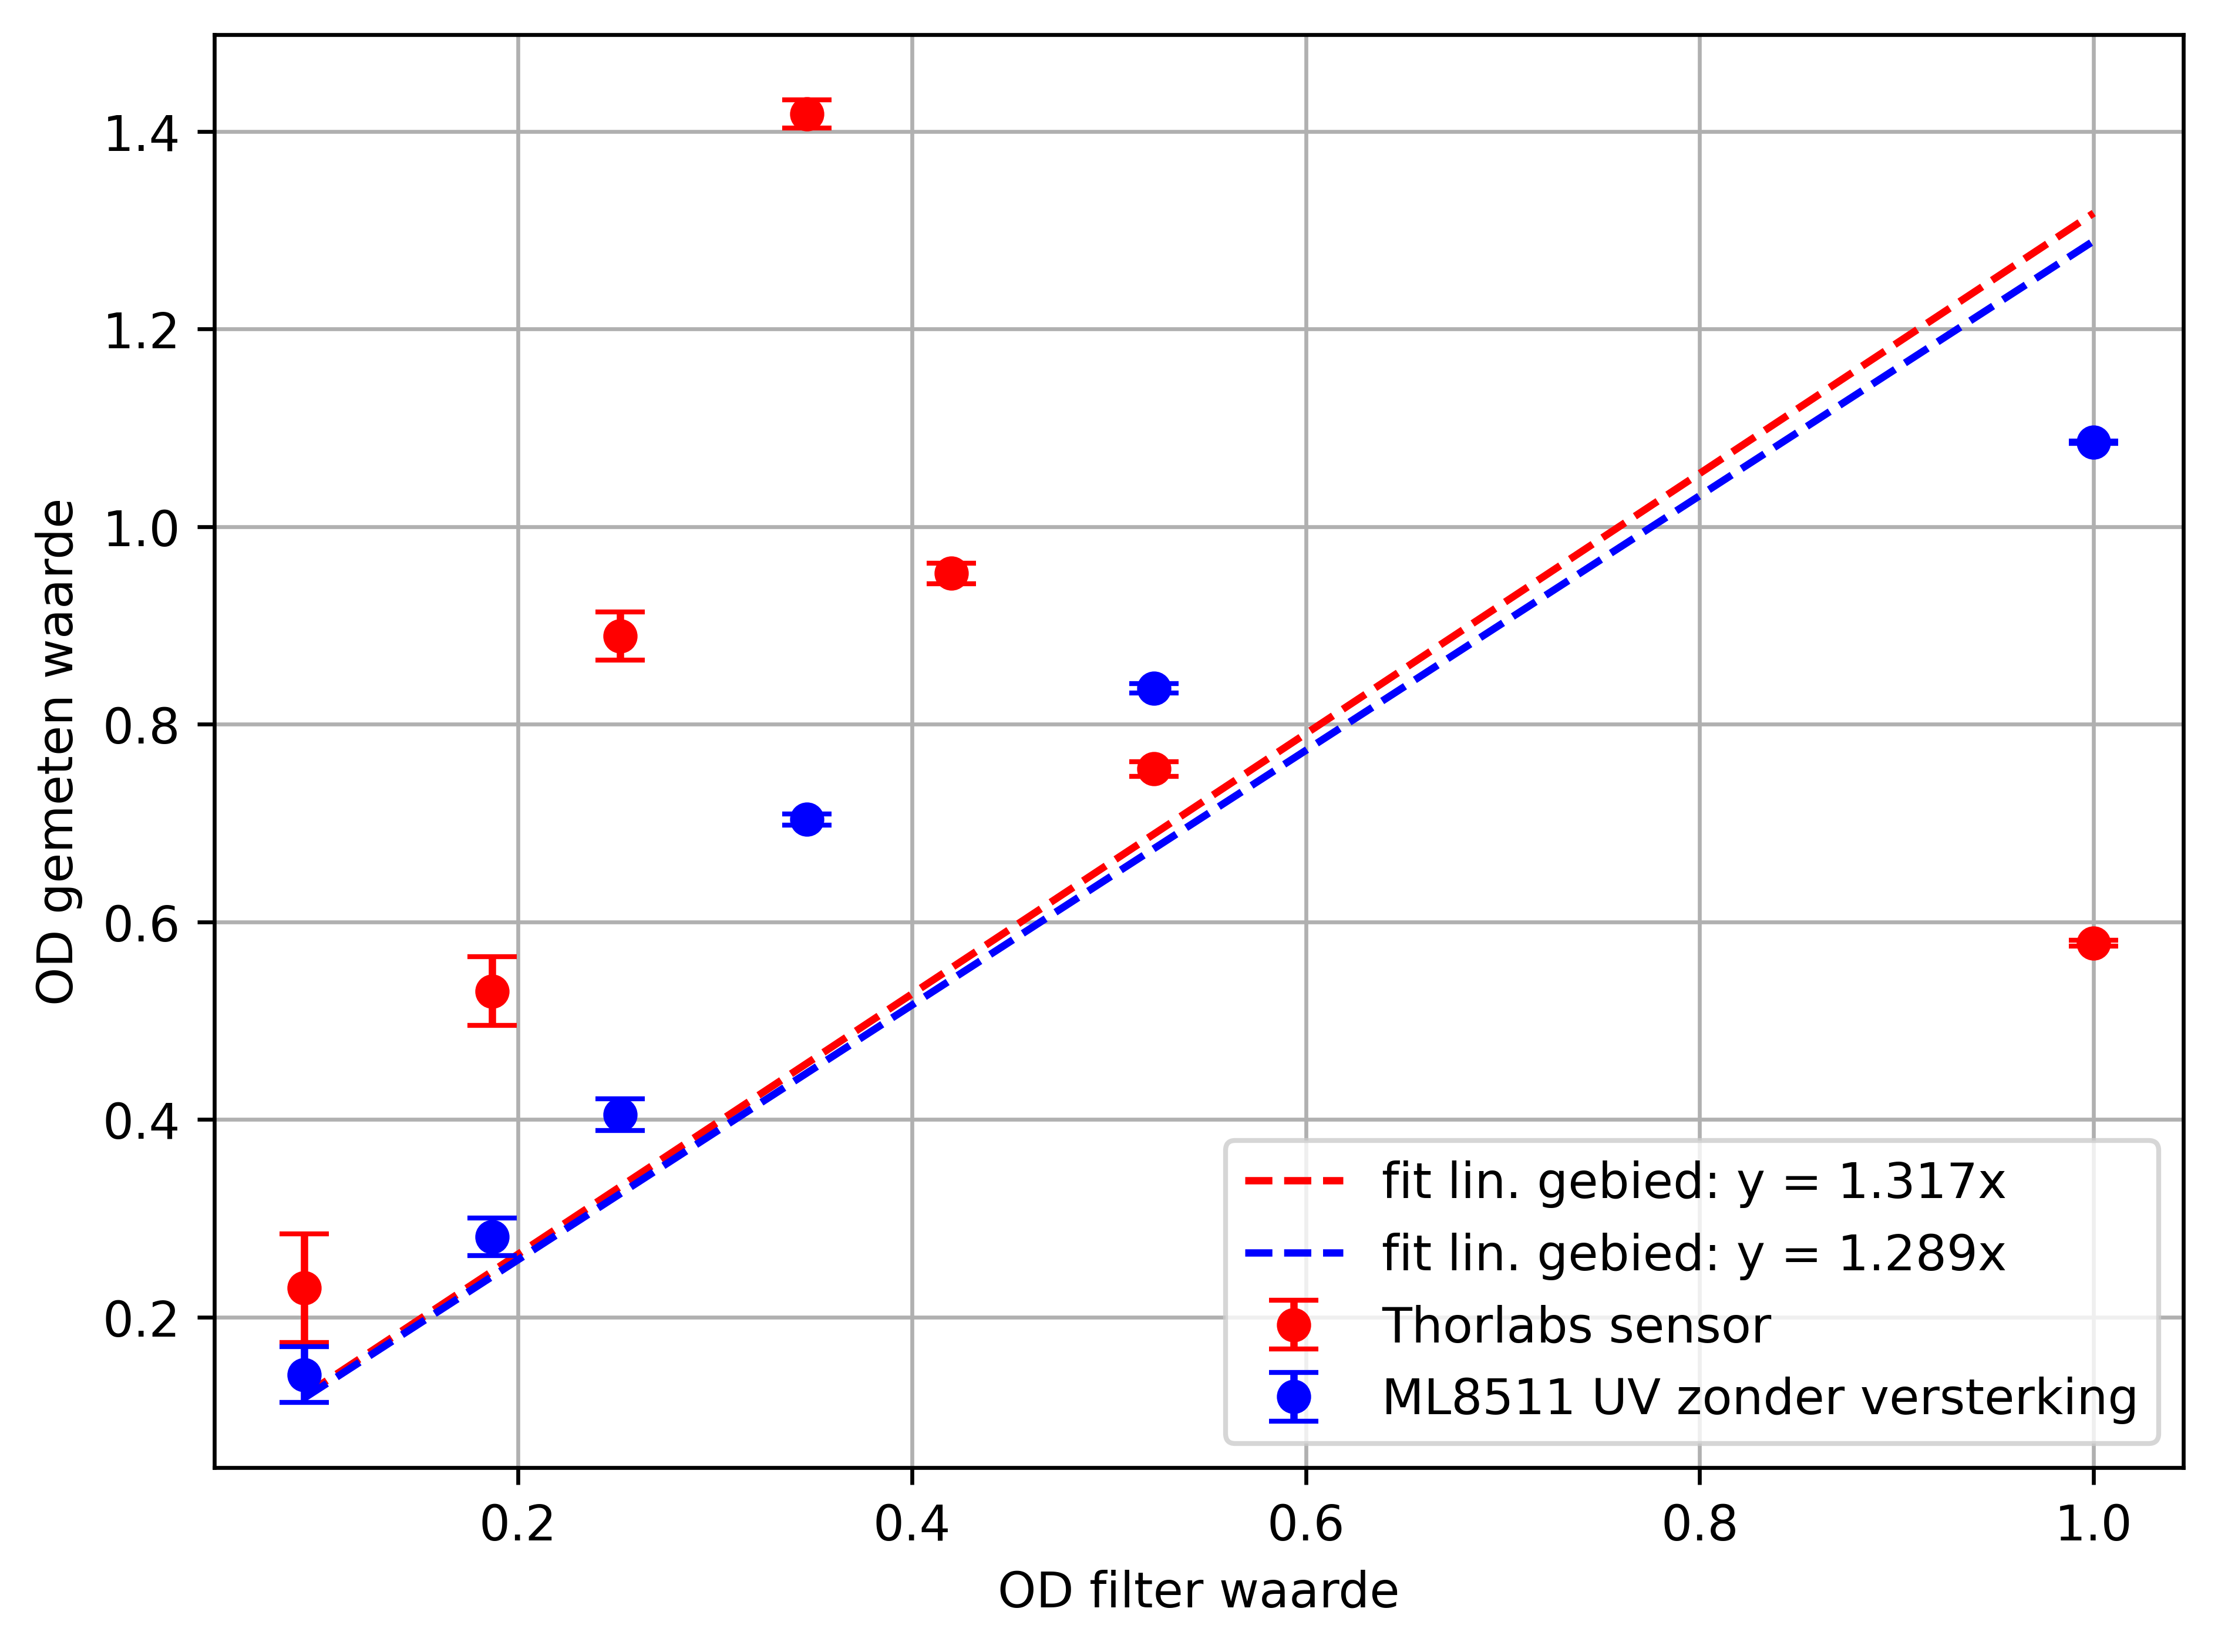 OD gemeten waarde
1.4
1.2
1.0
0.8
0.6
0.4
0.2
fit lin. gebied: y = 1.317x
fit lin. gebied: y = 1.289x
Thorlabs sensor
ML8511 UV zonder versterking
0.2 0.4 0.6 0.8 1.0
OD filter waarde